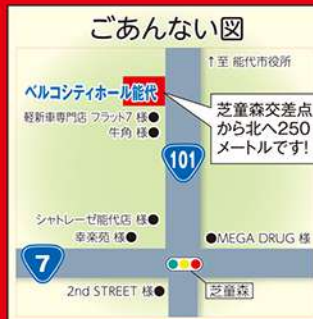 ごあんない図
↑至 能代市役所
ベルコシティホール能代
軽新車専門店 フラット7 様●
牛角 様●
芝童森交差点
から北へ250
メートルです!
101
シャトレーゼ能代店 様●
幸楽苑 様●
●MEGA DRUG 様
7
2nd STREET 様●
芝童森